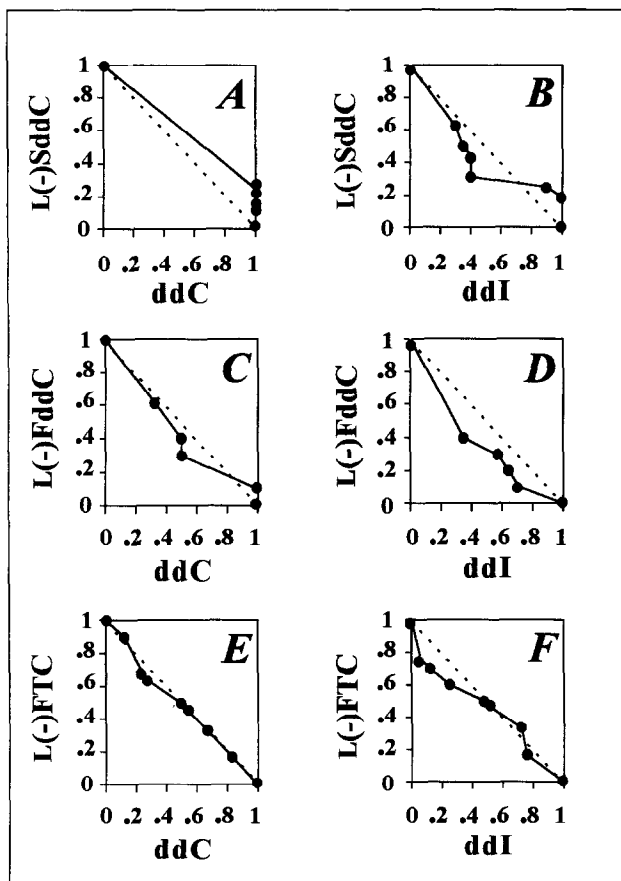 A
L(-)SddC
1
.8
.6
.4
.2
0
0 .2 .4 .6 .8 1
ddC
B
L(-)SddC
1
.8
.6
.4
.2
0
0 .2 .4 .6 .8 1
ddI
C
L(-)FddC
1
.8
.6
.4
.2
0
0 .2 .4 .6 .8 1
ddC
D
L(-)FddC
1
.8
.6
.4
.2
0
0 .2 .4 .6 .8 1
ddI
E
L(-)FTC
1
.8
.6
.4
.2
0
0 .2 .4 .6 .8 1
ddC
F
L(-)FTC
1
.8
.6
.4
.2
0
0 .2 .4 .6 .8 1
ddI